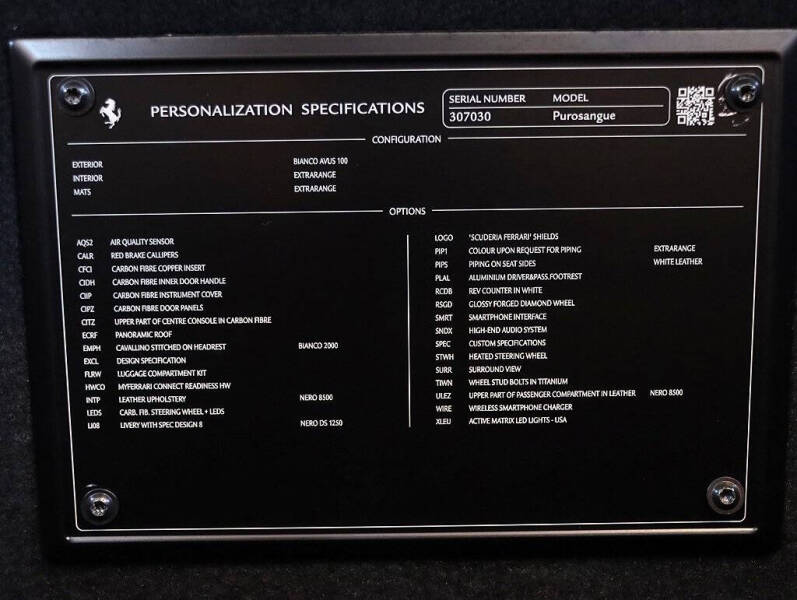 PERSONALIZATION SPECIFICATIONS
SERIAL NUMBER MODEL
307030 Purosangue
CONFIGURATION
EXTERIOR BIANCO AVUS 100
INTERIOR EXTRARANGE
MATS EXTRARANGE
OPTIONS
AQS2 AIR QUALITY SENSOR
CALR RED BRAKE CALLIPERS
CFC1 CARBON FIBRE COPPER INSERT
CIDH CARBON FIBRE INNER DOOR HANDLE
CIIP CARBON FIBRE INSTRUMENT COVER
CIPZ CARBON FIBRE DOOR PANELS
CITZ UPPER PART OF CENTRE CONSOLE IN CARBON FIBRE
ECRF PANORAMIC ROOF
EMPH CAVALLINO STITCHED ON HEADREST BIANCO 2000
EXCL DESIGN SPECIFICATION
FLRW LUGGAGE COMPARTMENT KIT
HWCO MYFERRARI CONNECT READINESS HW
INTP LEATHER UPHOLSTERY NERO 8500
LEDS CARB. FIB. STEERING WHEEL + LEDS
LI08 LIVERY WITH SPEC DESIGN 8 NERO DS 1250
LOGO "SCUDERIA FERRARI" SHIELDS
PIP1 COLOUR UPON REQUEST FOR PIPING EXTRARANGE
PIPS PIPING ON SEAT SIDES WHITE LEATHER
PLAL ALUMINIUM DRIVER&PASS.FOOTREST
RCDB REV COUNTER IN WHITE
RSGD GLOSSY FORGED DIAMOND WHEEL
SMRT SMARTPHONE INTERFACE
SNDX HIGH-END AUDIO SYSTEM
SPEC CUSTOM SPECIFICATIONS
STWH HEATED STEERING WHEEL
SURR SURROUND VIEW
TIWN WHEEL STUD BOLTS IN TITANIUM
ULEZ UPPER PART OF PASSENGER COMPARTMENT IN LEATHER NERO 8500
WIRE WIRELESS SMARTPHONE CHARGER
XLEU ACTIVE MATRIX LED LIGHTS - USA